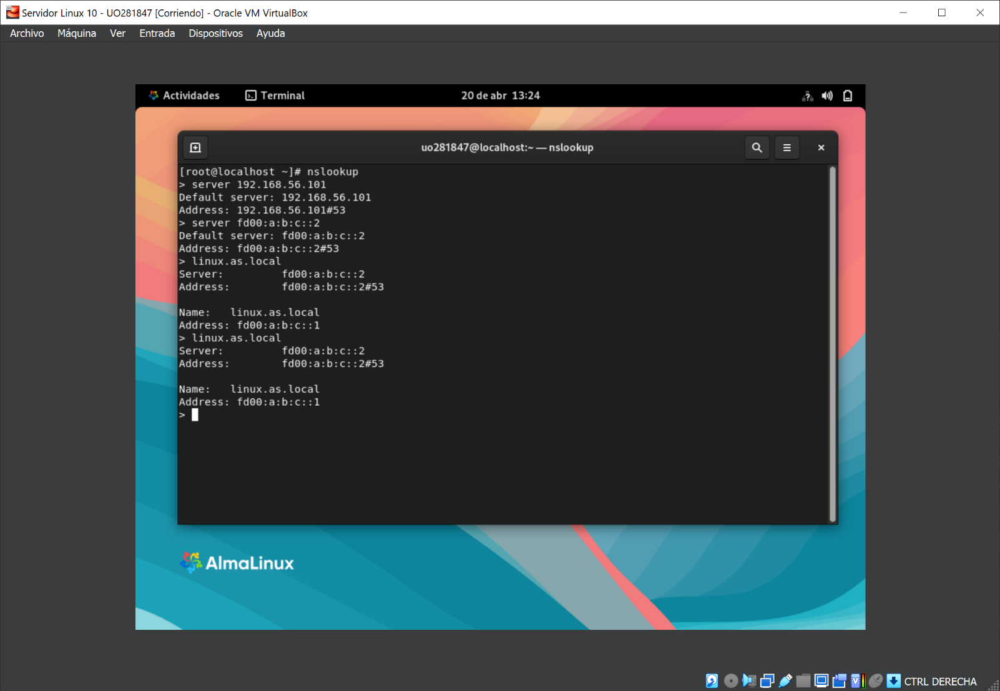 Servidor Linux 10 - UO281847 [Corriendo] - Oracle VM VirtualBox
Archivo Máquina Ver Entrada Dispositivos Ayuda
Actividades Terminal 20 de abr 13:24
uo281847@localhost:~ — nslookup
[root@localhost ~]# nslookup
> server 192.168.56.101
Default server: 192.168.56.101
Address: 192.168.56.101#53
> server fd00:a:b:c::2
Default server: fd00:a:b:c::2
Address: fd00:a:b:c::2#53
> linux.as.local
Server: fd00:a:b:c::2
Address: fd00:a:b:c::2#53
Name: linux.as.local
Address: fd00:a:b:c::1
> linux.as.local
Server: fd00:a:b:c::2
Address: fd00:a:b:c::2#53
Name: linux.as.local
Address: fd00:a:b:c::1
>
AlmaLinux
CTRL DERECHA